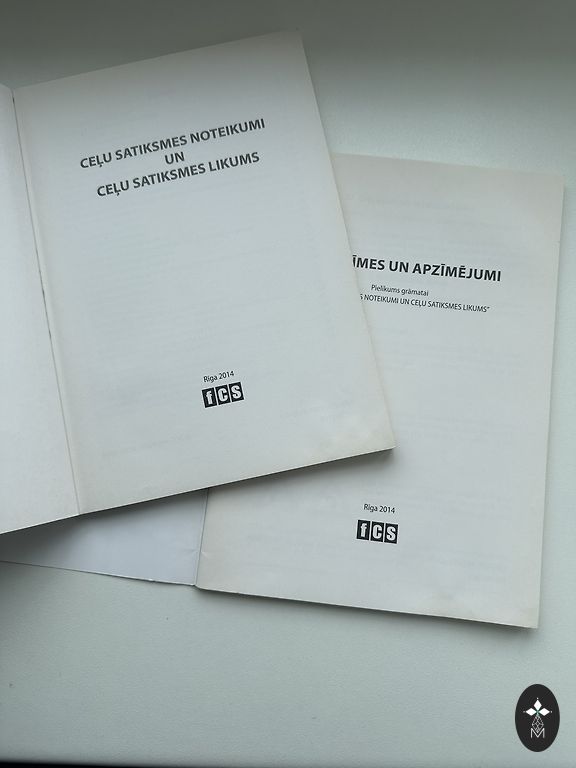 CEĻU SATIKSMES NOTEIKUMI
UN
CEĻU SATIKSMES LIKUMS
Rīga 2014
fCS
UN APZĪMĒJUMI
Pielikums grāmatai
NOTEIKUMI UN CEĻU SATIKSMES LIKUMS”
Rīga 2014
fCS
M